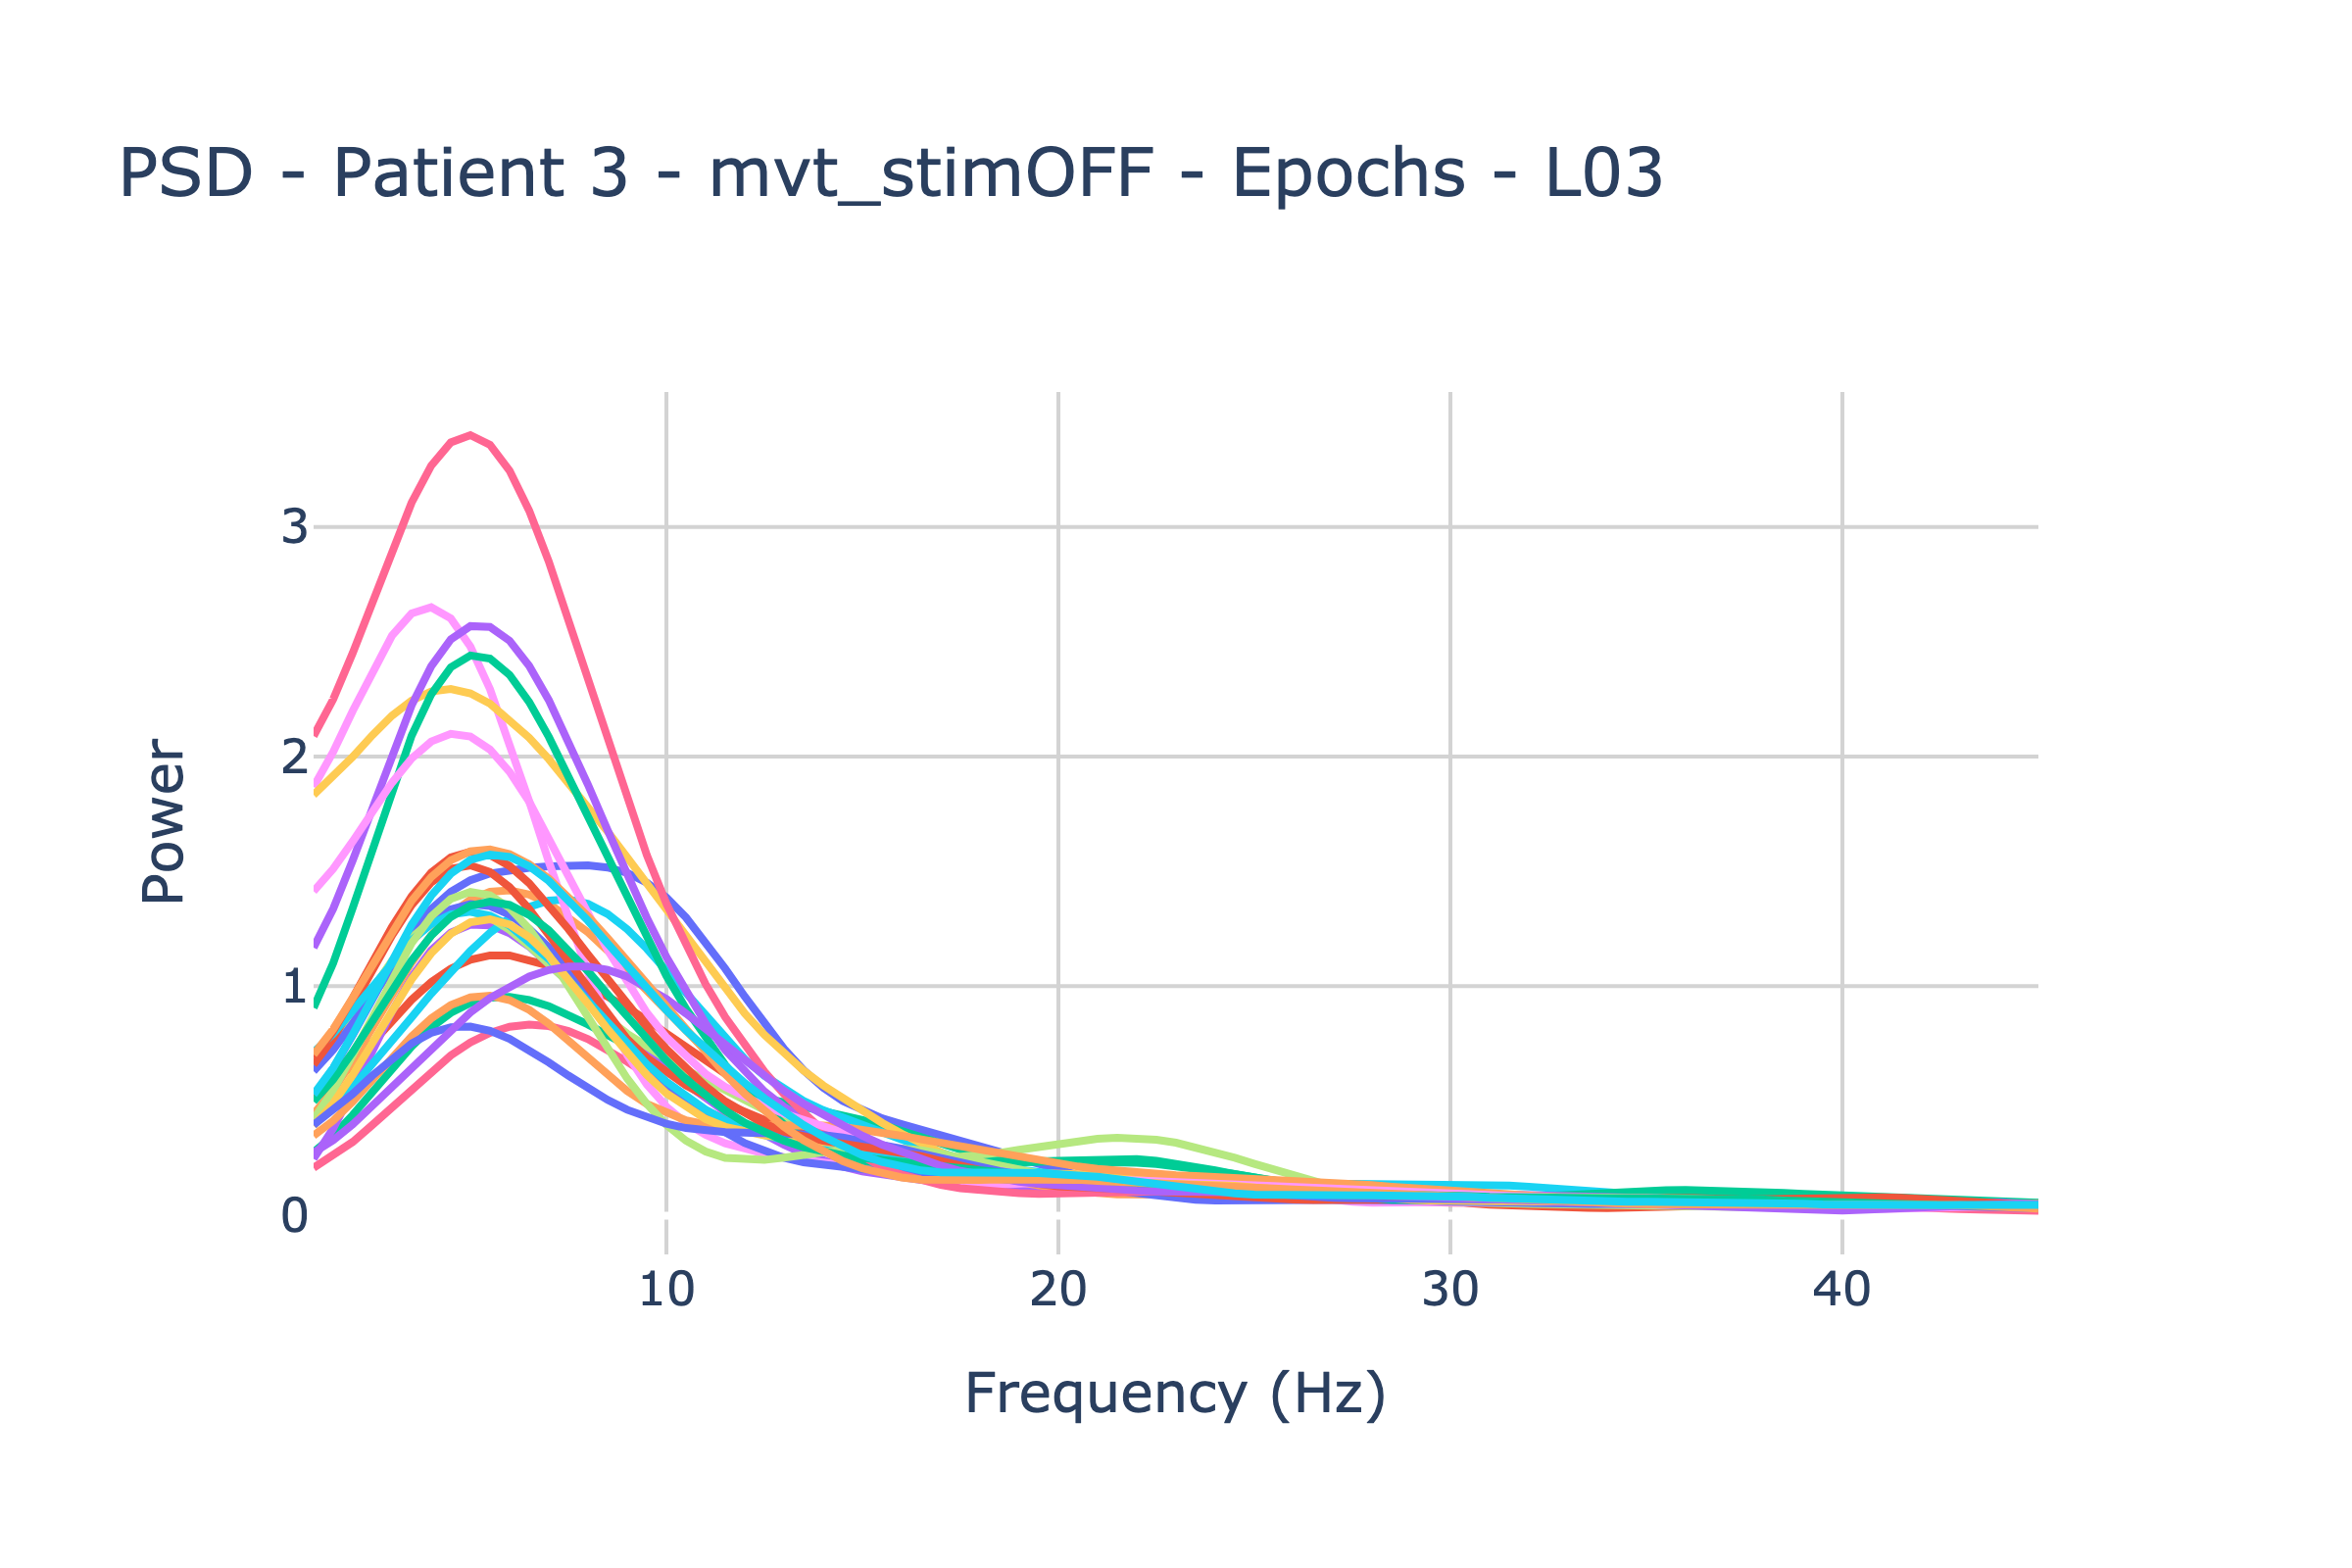 PSD - Patient 3 - mvt_stimOFF - Epochs - L03
3
2
1
0
Power
10 20 30 40
Frequency (Hz)